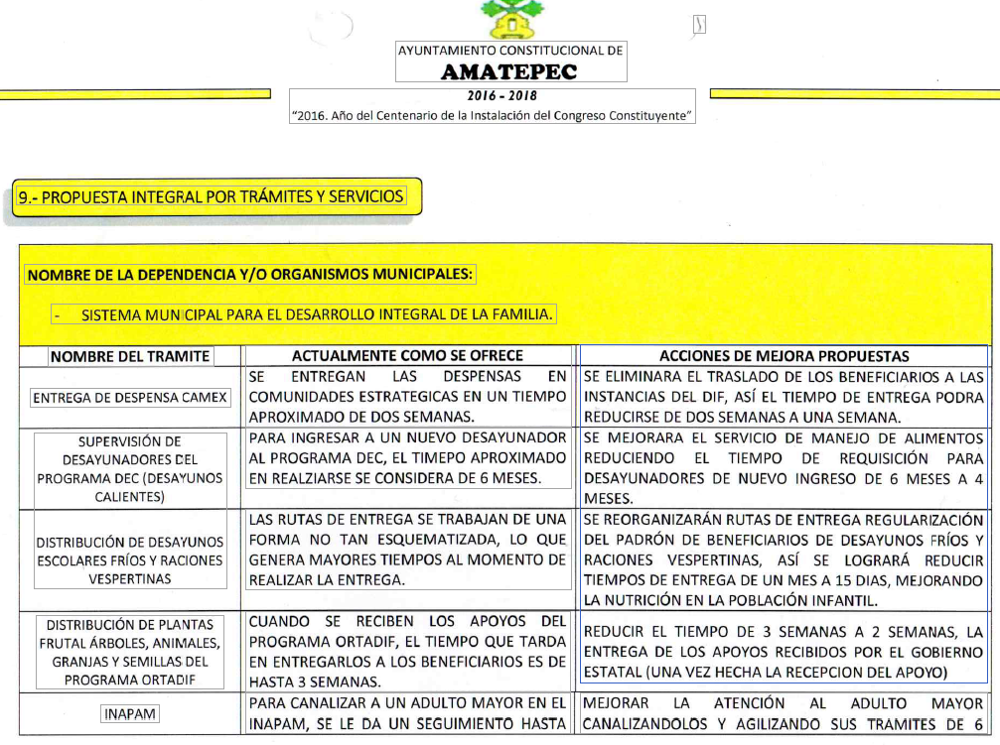 AYUNTAMIENTO CONSTITUCIONAL DE
AMATEPEC
2016 - 2018
"2016. Año del Centenario de la Instalación del Congreso Constituyente"
9.- PROPUESTA INTEGRAL POR TRÁMITES Y SERVICIOS
NOMBRE DE LA DEPENDENCIA Y/O ORGANISMOS MUNICIPALES:
- SISTEMA MUNICIPAL PARA EL DESARROLLO INTEGRAL DE LA FAMILIA.
NOMBRE DEL TRAMITE
ACTUALMENTE COMO SE OFRECE
ACCIONES DE MEJORA PROPUESTAS
ENTREGA DE DESPENSA CAMEX
SE ENTREGAN LAS DESPENSAS EN
COMUNIDADES ESTRATEGICAS EN UN TIEMPO
APROXIMADO DE DOS SEMANAS.
SE ELIMINARA EL TRASLADO DE LOS BENEFICIARIOS A LAS
INSTANCIAS DEL DIF, ASÍ EL TIEMPO DE ENTREGA PODRA
REDUCIRSE DE DOS SEMANAS A UNA SEMANA.
SUPERVISIÓN DE
DESAYUNADORES DEL
PROGRAMA DEC (DESAYUNOS
CALIENTES)
PARA INGRESAR A UN NUEVO DESAYUNADOR
AL PROGRAMA DEC, EL TIMEPO APROXIMADO
EN REALZIARSE SE CONSIDERA DE 6 MESES.
SE MEJORARA EL SERVICIO DE MANEJO DE ALIMENTOS
REDUCIENDO EL TIEMPO DE REQUISICIÓN PARA
DESAYUNADORES DE NUEVO INGRESO DE 6 MESES A 4
MESES.
DISTRIBUCIÓN DE DESAYUNOS
ESCOLARES FRÍOS Y RACIONES
VESPERTINAS
LAS RUTAS DE ENTREGA SE TRABAJAN DE UNA
FORMA NO TAN ESQUEMATIZADA, LO QUE
GENERA MAYORES TIEMPOS AL MOMENTO DE
REALIZAR LA ENTREGA.
SE REORGANIZARÁN RUTAS DE ENTREGA REGULARIZACIÓN
DEL PADRÓN DE BENEFICIARIOS DE DESAYUNOS FRÍOS Y
RACIONES VESPERTINAS, ASÍ SE LOGRARÁ REDUCIR
TIEMPOS DE ENTREGA DE UN MES A 15 DIAS, MEJORANDO
LA NUTRICIÓN EN LA POBLACIÓN INFANTIL.
DISTRIBUCIÓN DE PLANTAS
FRUTAL ÁRBOLES, ANIMALES,
GRANJAS Y SEMILLAS DEL
PROGRAMA ORTADIF
CUANDO SE RECIBEN LOS APOYOS DEL
PROGRAMA ORTADIF, EL TIEMPO QUE TARDA
EN ENTREGARLOS A LOS BENEFICIARIOS ES DE
HASTA 3 SEMANAS.
REDUCIR EL TIEMPO DE 3 SEMANAS A 2 SEMANAS, LA
ENTREGA DE LOS APOYOS RECIBIDOS POR EL GOBIERNO
ESTATAL (UNA VEZ HECHA LA RECEPCION DEL APOYO)
INAPAM
PARA CANALIZAR A UN ADULTO MAYOR EN EL
INAPAM, SE LE DA UN SEGUIMIENTO HASTA
MEJORAR LA ATENCIÓN AL ADULTO MAYOR
CANALIZANDOLOS Y AGILIZANDO SUS TRAMITES DE 6